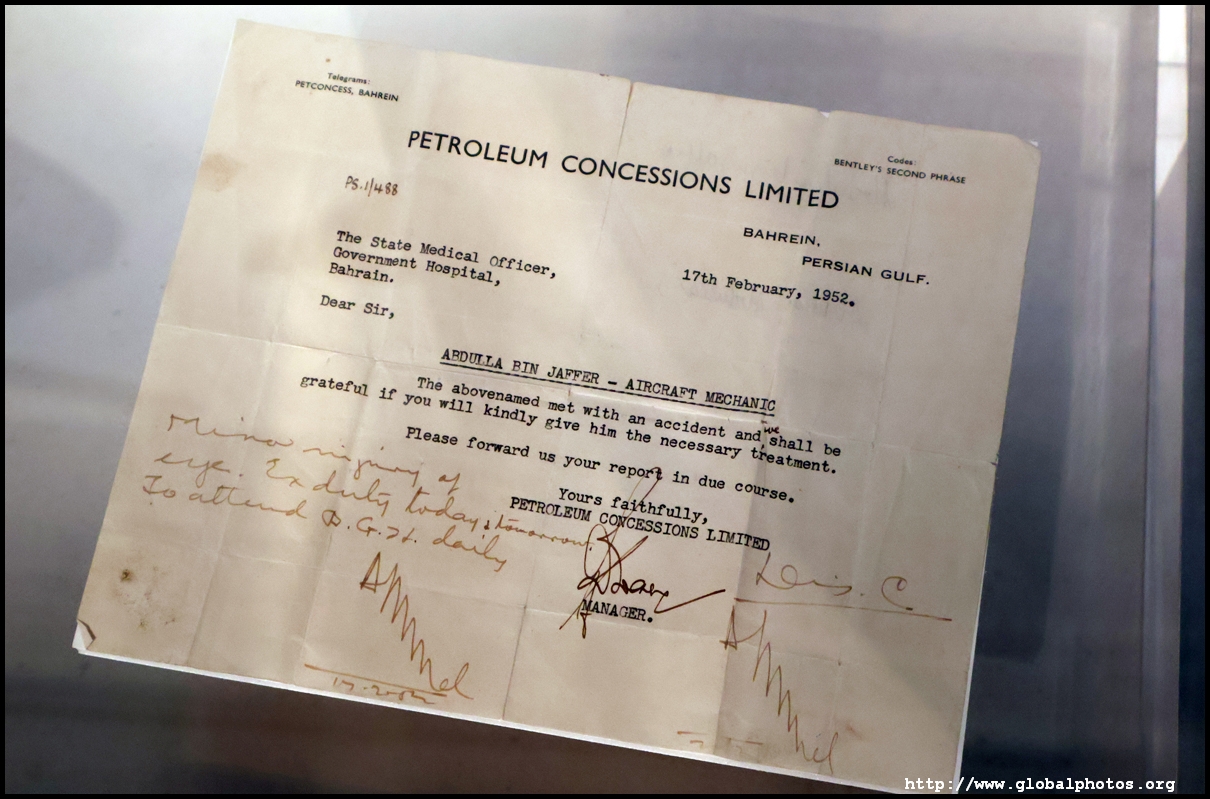 Telegrams:
PETCONCESS, BAHREIN
Codes:
BENTLEY'S SECOND PHRASE
PETROLEUM CONCESSIONS LIMITED
BAHREIN,
PERSIAN GULF.
PS.1/488
17th February, 1952.
The State Medical Officer,
Government Hospital,
Bahrain.
Dear Sir,
ABDULLA BIN JAFFER - AIRCRAFT MECHANIC
The abovenamed met with an accident and we shall be
grateful if you will kindly give him the necessary treatment.
Please forward us your report in due course.
Yours faithfully,
PETROLEUM CONCESSIONS LIMITED
MANAGER.
Minor injury of
eye. Ex duty today & tomorrow
To attend B.G.H. daily
http://www.globalphotos.org